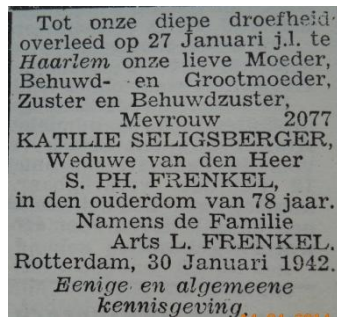 Tot onze diepe droefheid
overleed op 27 Januari j.l. te
Haarlem onze lieve Moeder,
Behuwd- en Grootmoeder,
Zuster en Behuwdzuster,
Mevrouw 2077
KATILIE SELIGSBERGER,
Weduwe van den Heer
S. PH. FRENKEL,
in den ouderdom van 78 jaar.
Namens de Familie
Arts L. FRENKEL.
Rotterdam, 30 Januari 1942.
Eenige en algemeene
kennisgeving.